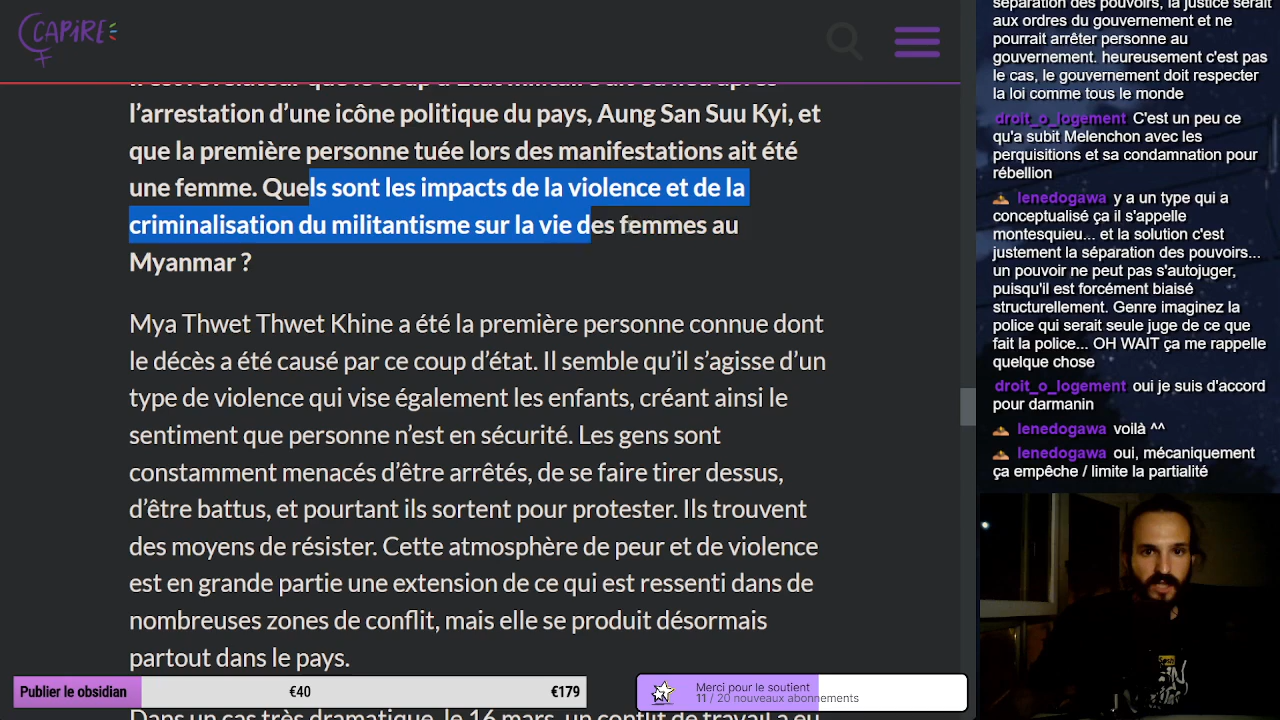 CAPIRE
l’arrestation d’une icône politique du pays, Aung San Suu Kyi, et
que la première personne tuée lors des manifestations ait été
une femme. Quels sont les impacts de la violence et de la
criminalisation du militantisme sur la vie des femmes au
Myanmar ?
Mya Thwet Thwet Khine a été la première personne connue dont
le décès a été causé par ce coup d’état. Il semble qu’il s’agisse d’un
type de violence qui vise également les enfants, créant ainsi le
sentiment que personne n’est en sécurité. Les gens sont
constamment menacés d’être arrêtés, de se faire tirer dessus,
d’être battus, et pourtant ils sortent pour protester. Ils trouvent
des moyens de résister. Cette atmosphère de peur et de violence
est en grande partie une extension de ce qui est ressenti dans de
nombreuses zones de conflit, mais elle se produit désormais
partout dans le pays.
Dans un cas très dramatique, le 16 mars, un conflit de travail a eu
Publier le obsidian
€40
€179
Merci pour le soutient
11 / 20 nouveaux abonnements
séparation des pouvoirs, la justice serait
aux ordres du gouvernement et ne
pourrait arrêter personne au
gouvernement. heureusement c'est pas
le cas, le gouvernement doit respecter
la loi comme tous le monde
droit_o_logement C'est un peu ce
qu'a subit Melenchon avec les
perquisitions et sa condamnation pour
rébellion
lenedogawa y a un type qui a
conceptualisé ça il s'appelle
montesquieu... et la solution c'est
justement la séparation des pouvoirs...
un pouvoir ne peut pas s'autojuger,
puisqu'il est forcément biaisé
structurellement. Genre imaginez la
police qui serait seule juge de ce que
fait la police... OH WAIT ça me rappelle
quelque chose
droit_o_logement oui je suis d'accord
pour darmanin
lenedogawa voilà ^^
lenedogawa oui, mécaniquement
ça empêche / limite la partialité